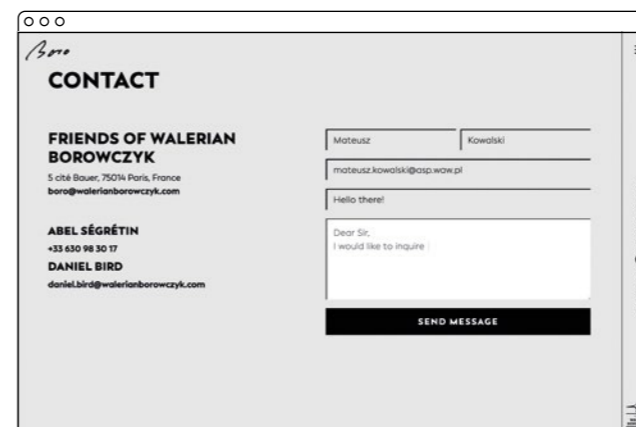 Boro
CONTACT
FRIENDS OF WALERIAN
BOROWCZYK
5 cité Bauer, 75014 Paris, France
boro@walerianborowczyk.com
ABEL SÉGRÉTIN
+33 630 98 30 17
DANIEL BIRD
daniel.bird@walerianborowczyk.com
Mateusz
Kowalski
mateusz.kowalski@asp.waw.pl
Hello there!
Dear Sir,
I would like to inquire
SEND MESSAGE